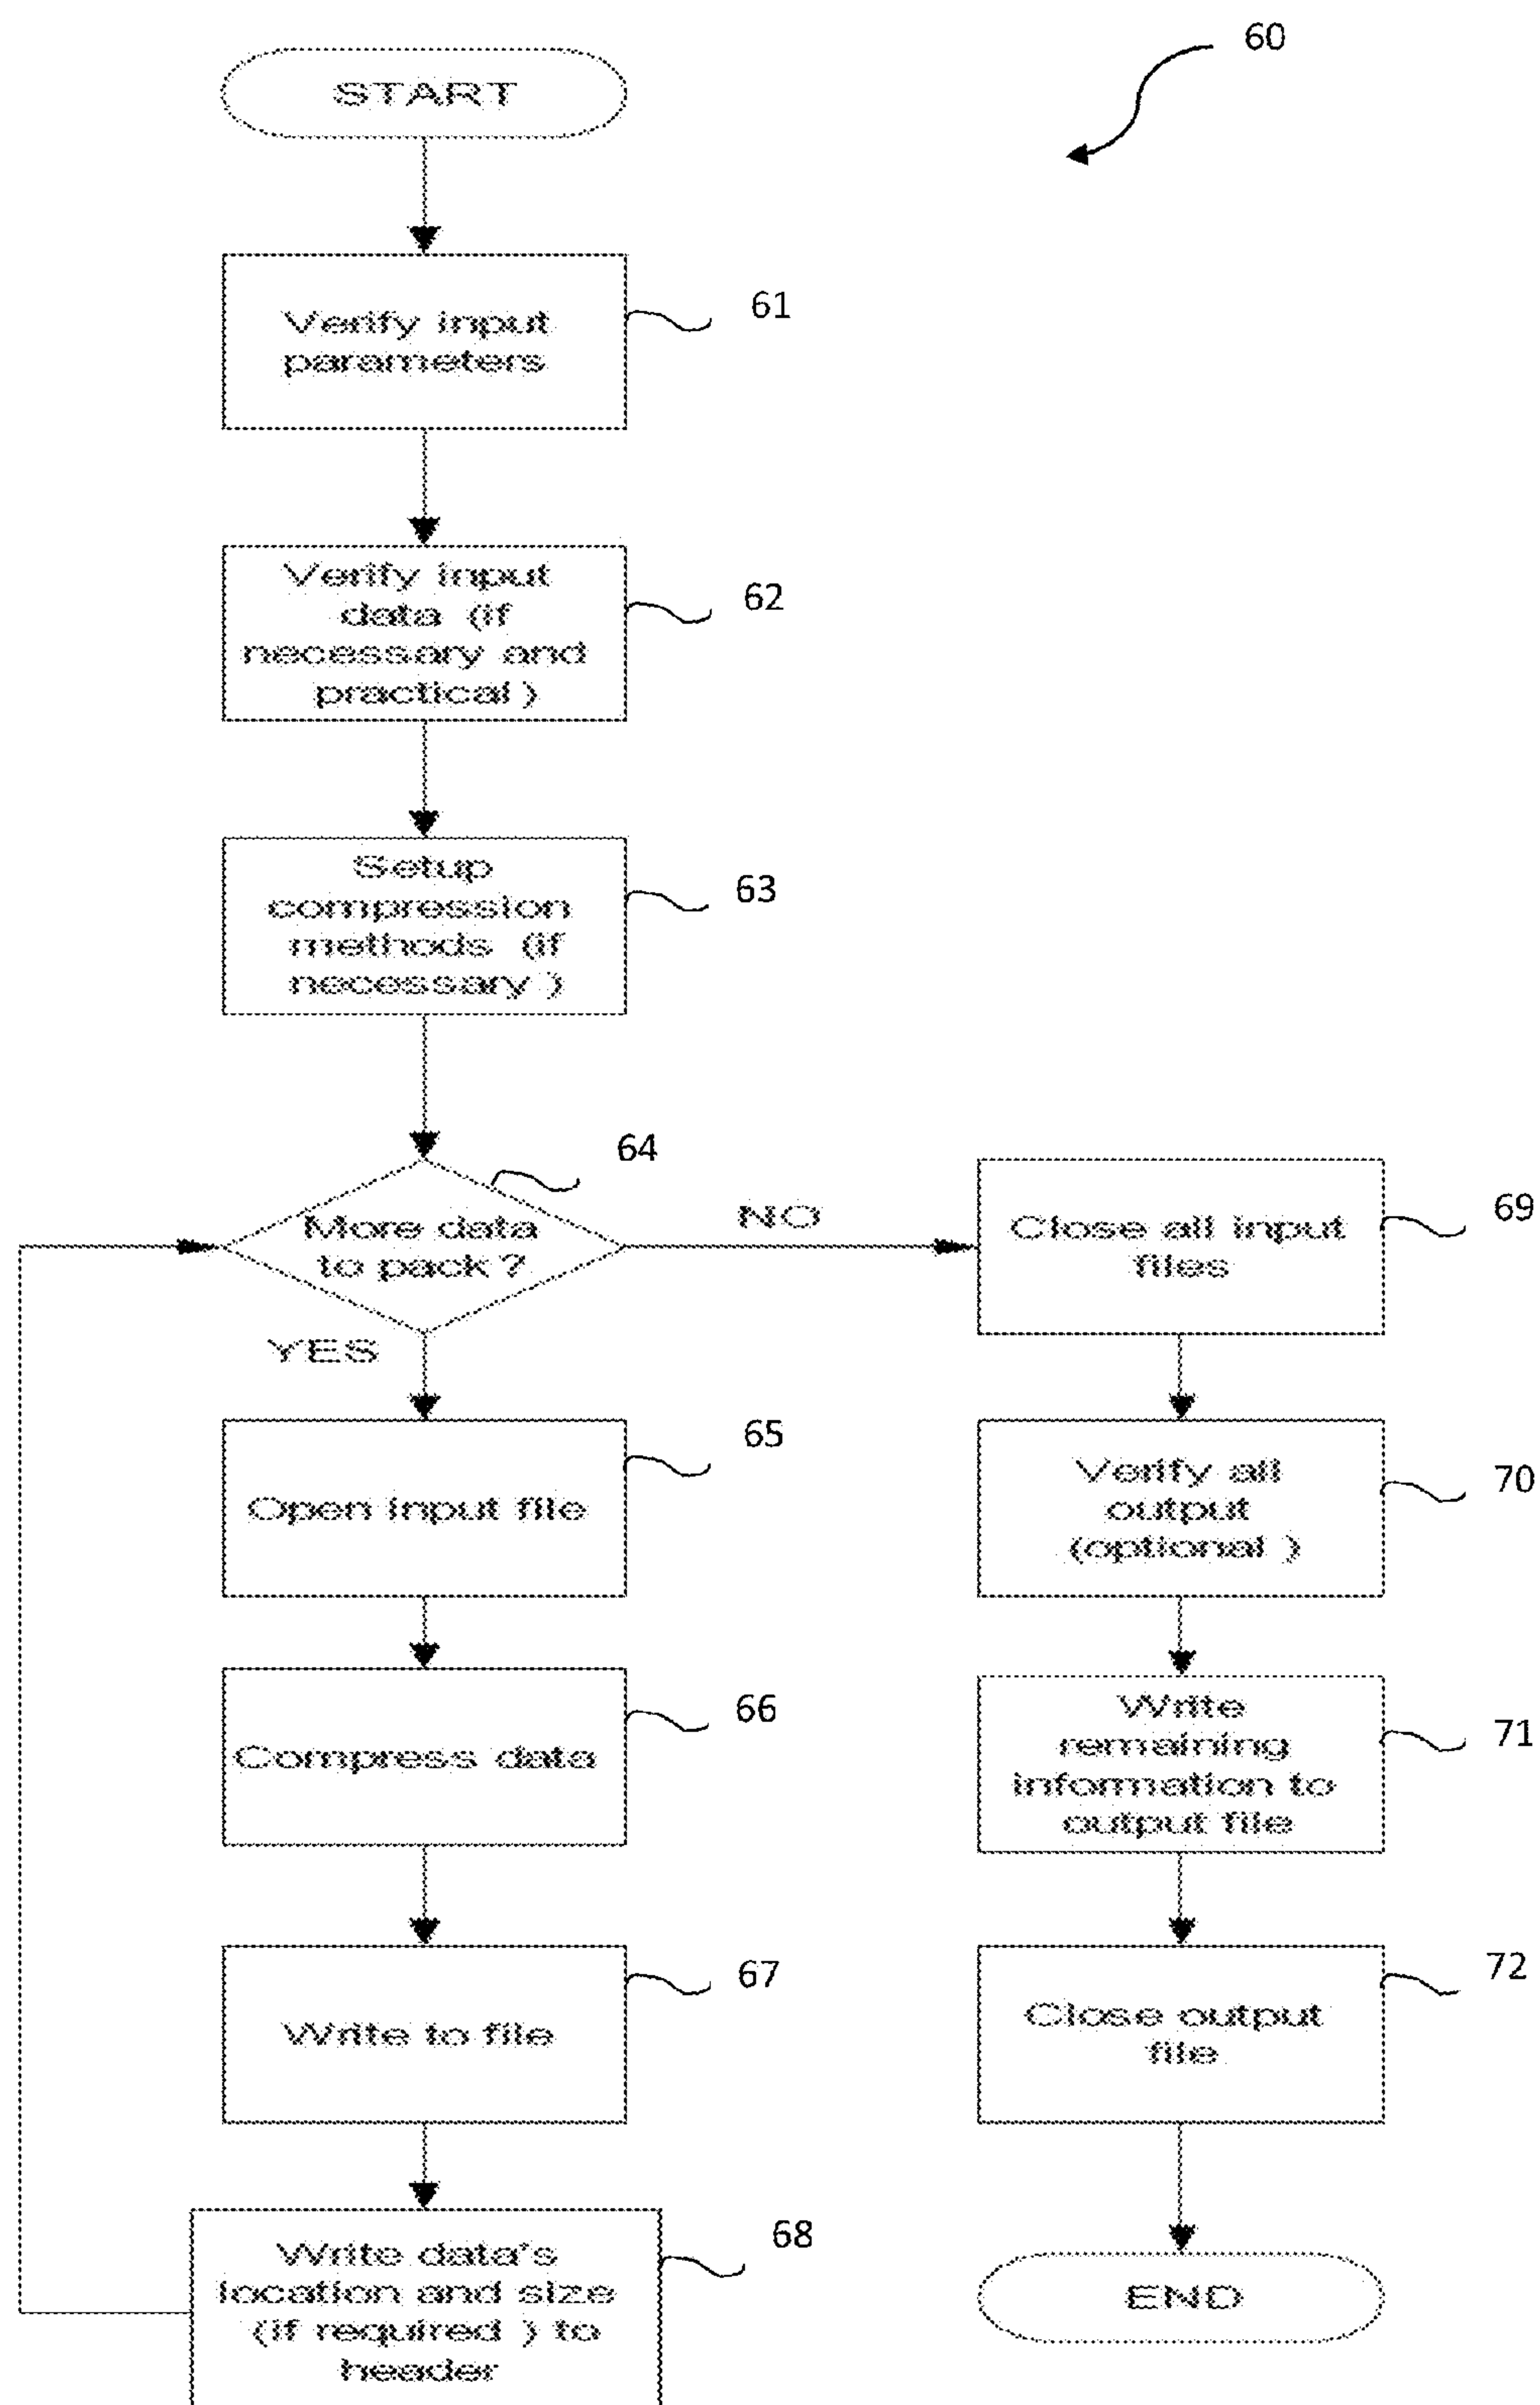 60
START
Verify input
parameters
61
Verify input
data (if
necessary and
practical )
62
Setup
compression
methods (if
necessary )
63
64
More data
to pack ?
NO
YES
Open input file
65
Compress data
66
Write to file
67
Write data's
location and size
(if required ) to
header
68
Close all input
files
69
Verify all
output
(optional )
70
Write
remaining
information to
output file
71
Close output
file
72
END